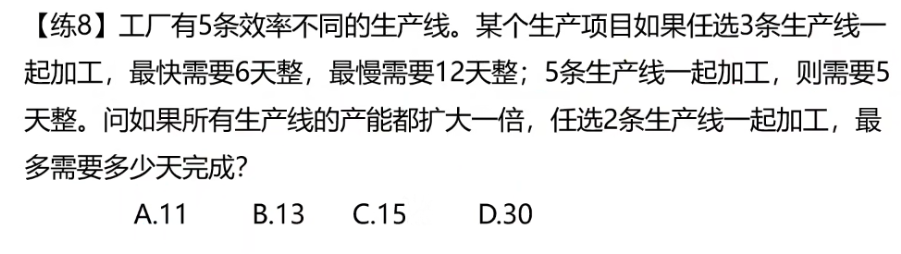 【练8】工厂有5条效率不同的生产线。某个生产项目如果任选3条生产线一
起加工，最快需要6天整，最慢需要12天整；5条生产线一起加工，则需要5
天整。问如果所有生产线的产能都扩大一倍，任选2条生产线一起加工，最
多需要多少天完成？
A.11 B.13 C.15 D.30